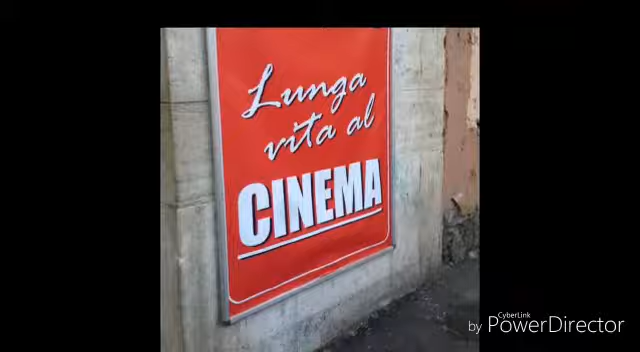 Lunga
vita al
CINEMA
CyberLink
by PowerDirector